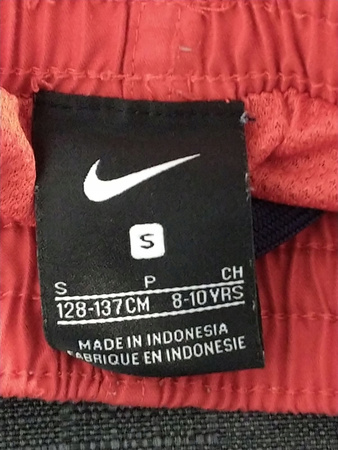 S
S P CH
128-137CM 8-10YRS
MADE IN INDONESIA
FABRIQUE EN INDONESIE